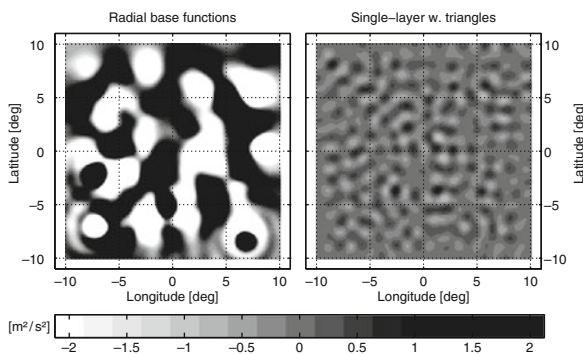 Radial base functions
Single-layer w. triangles
10
5
0
−5
−10
Latitude [deg]
−10 −5 0 5 10
Longitude [deg]
−10 −5 0 5 10
Longitude [deg]
10
5
0
−5
−10
Latitude [deg]
[m²/s²]
−2 −1.5 −1 −0.5 0 0.5 1 1.5 2